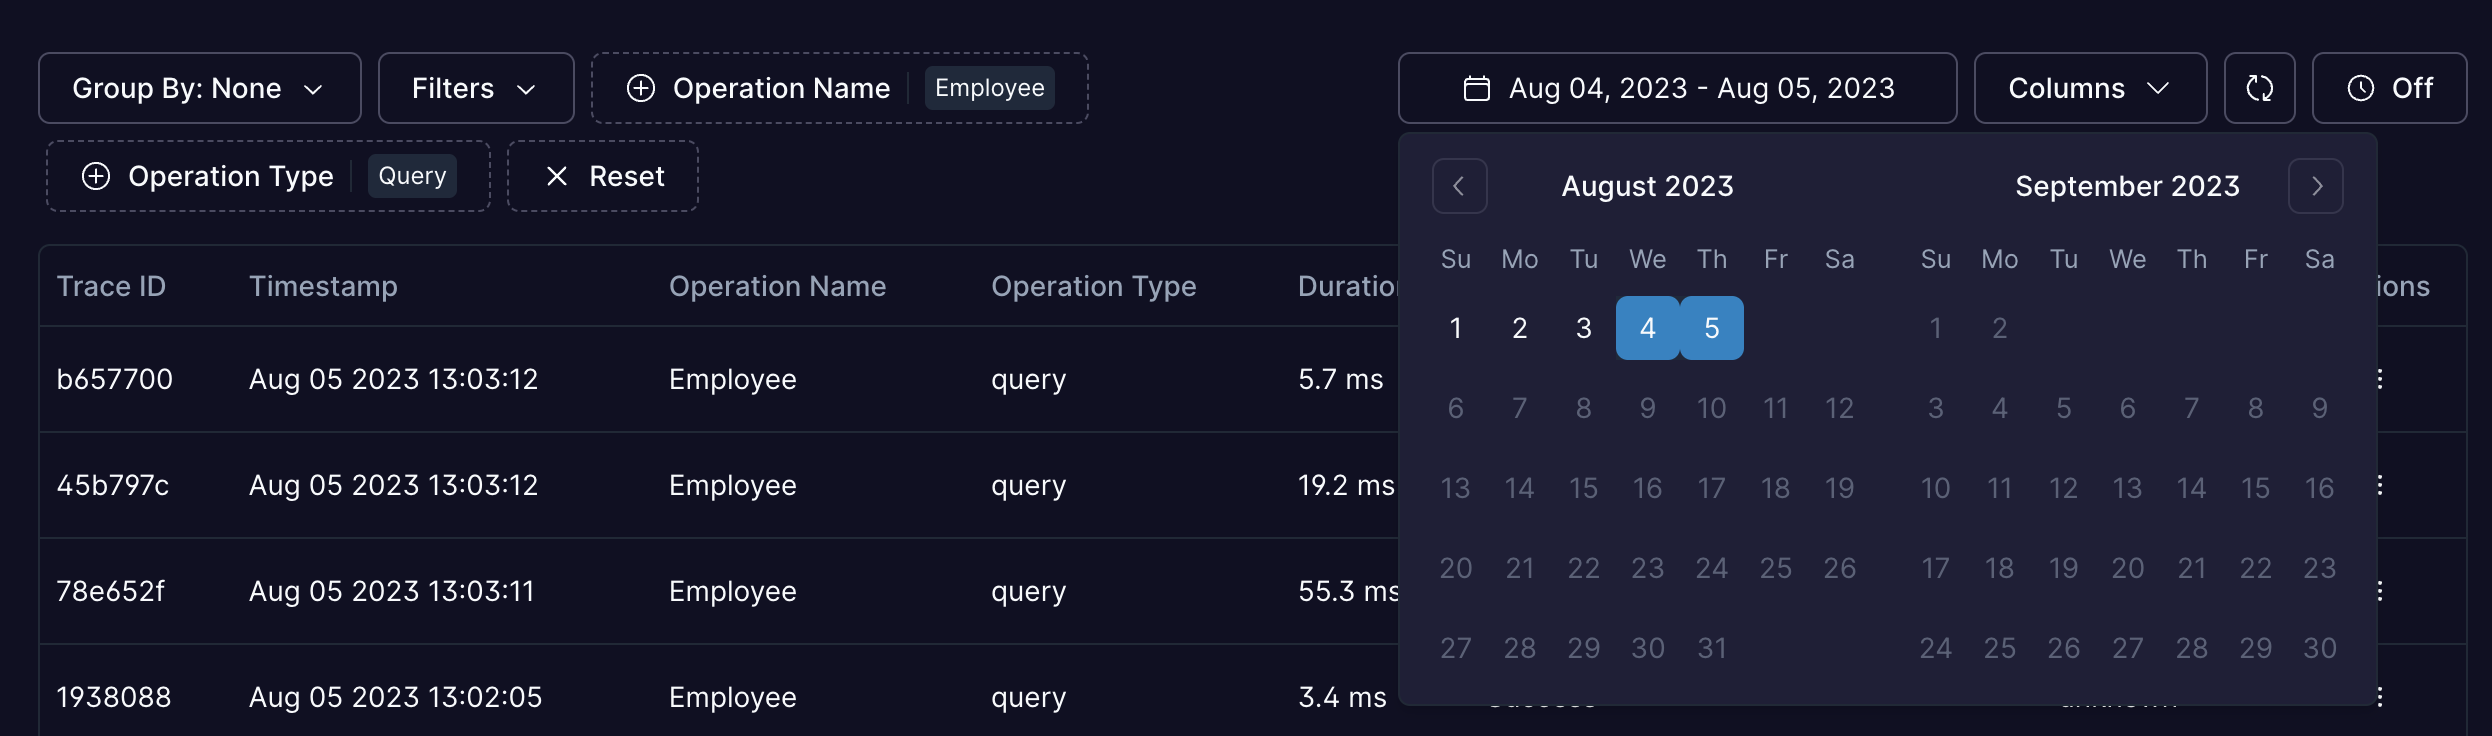 Group By: None
Filters
Operation Name
Employee
Aug 04, 2023 - Aug 05, 2023
Columns
Off
Operation Type
Query
Reset
August 2023
September 2023
Su Mo Tu We Th Fr Sa
Su Mo Tu We Th Fr Sa
1 2 3 4 5
1 2
6 7 8 9 10 11 12
3 4 5 6 7 8 9
13 14 15 16 17 18 19
10 11 12 13 14 15 16
20 21 22 23 24 25 26
17 18 19 20 21 22 23
27 28 29 30 31
24 25 26 27 28 29 30
Trace ID Timestamp Operation Name Operation Type
b657700 Aug 05 2023 13:03:12 Employee query 5.7 ms
45b797c Aug 05 2023 13:03:12 Employee query 19.2 ms
78e652f Aug 05 2023 13:03:11 Employee query 55.3 ms
1938088 Aug 05 2023 13:02:05 Employee query 3.4 ms